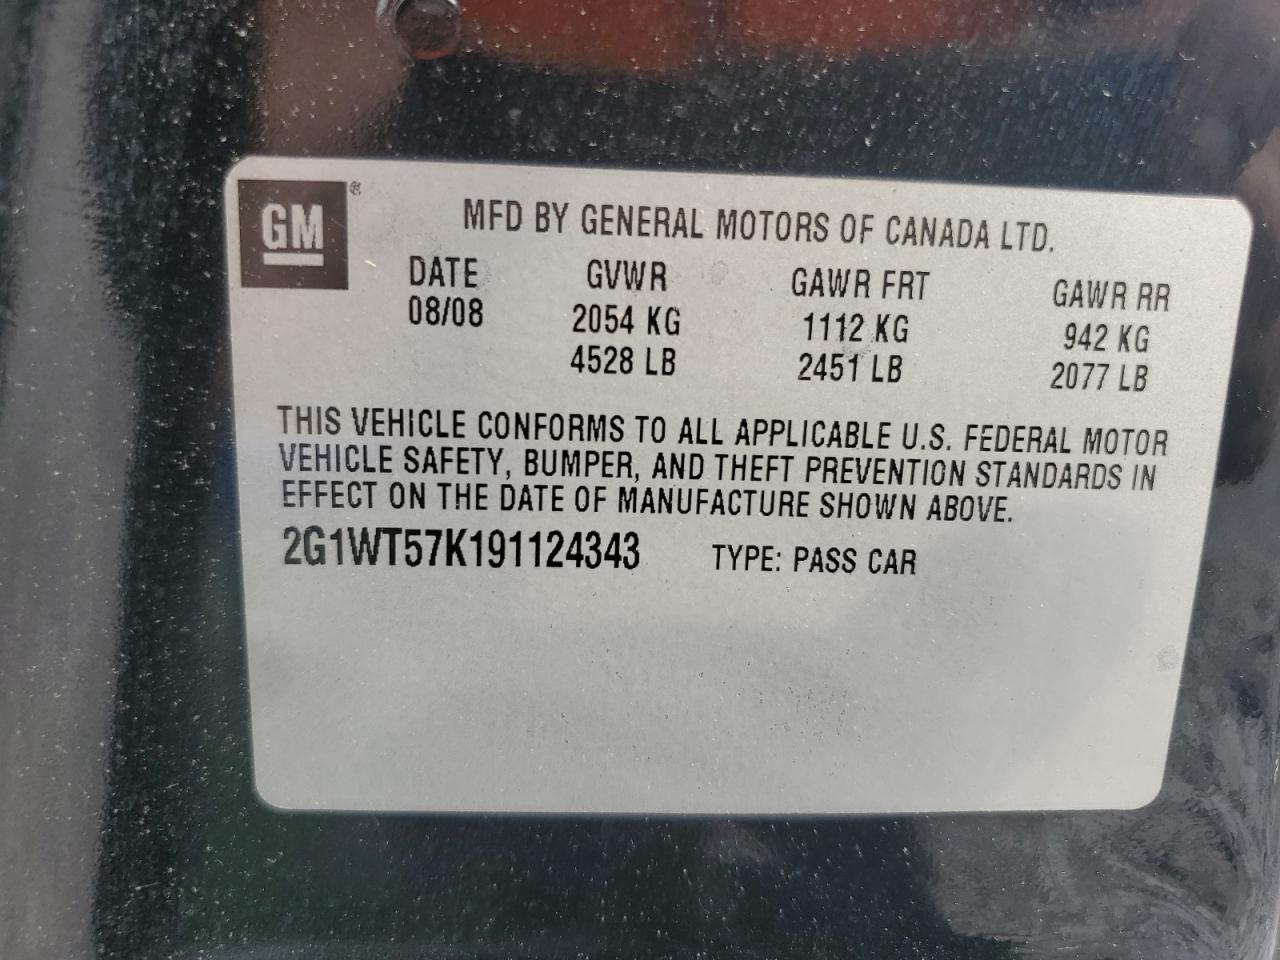 GM ®
MFD BY GENERAL MOTORS OF CANADA LTD.
DATE GVWR GAWR FRT GAWR RR
08/08 2054 KG 1112 KG 942 KG
4528 LB 2451 LB 2077 LB
THIS VEHICLE CONFORMS TO ALL APPLICABLE U.S. FEDERAL MOTOR
VEHICLE SAFETY, BUMPER, AND THEFT PREVENTION STANDARDS IN
EFFECT ON THE DATE OF MANUFACTURE SHOWN ABOVE.
2G1WT57K191124343 TYPE: PASS CAR